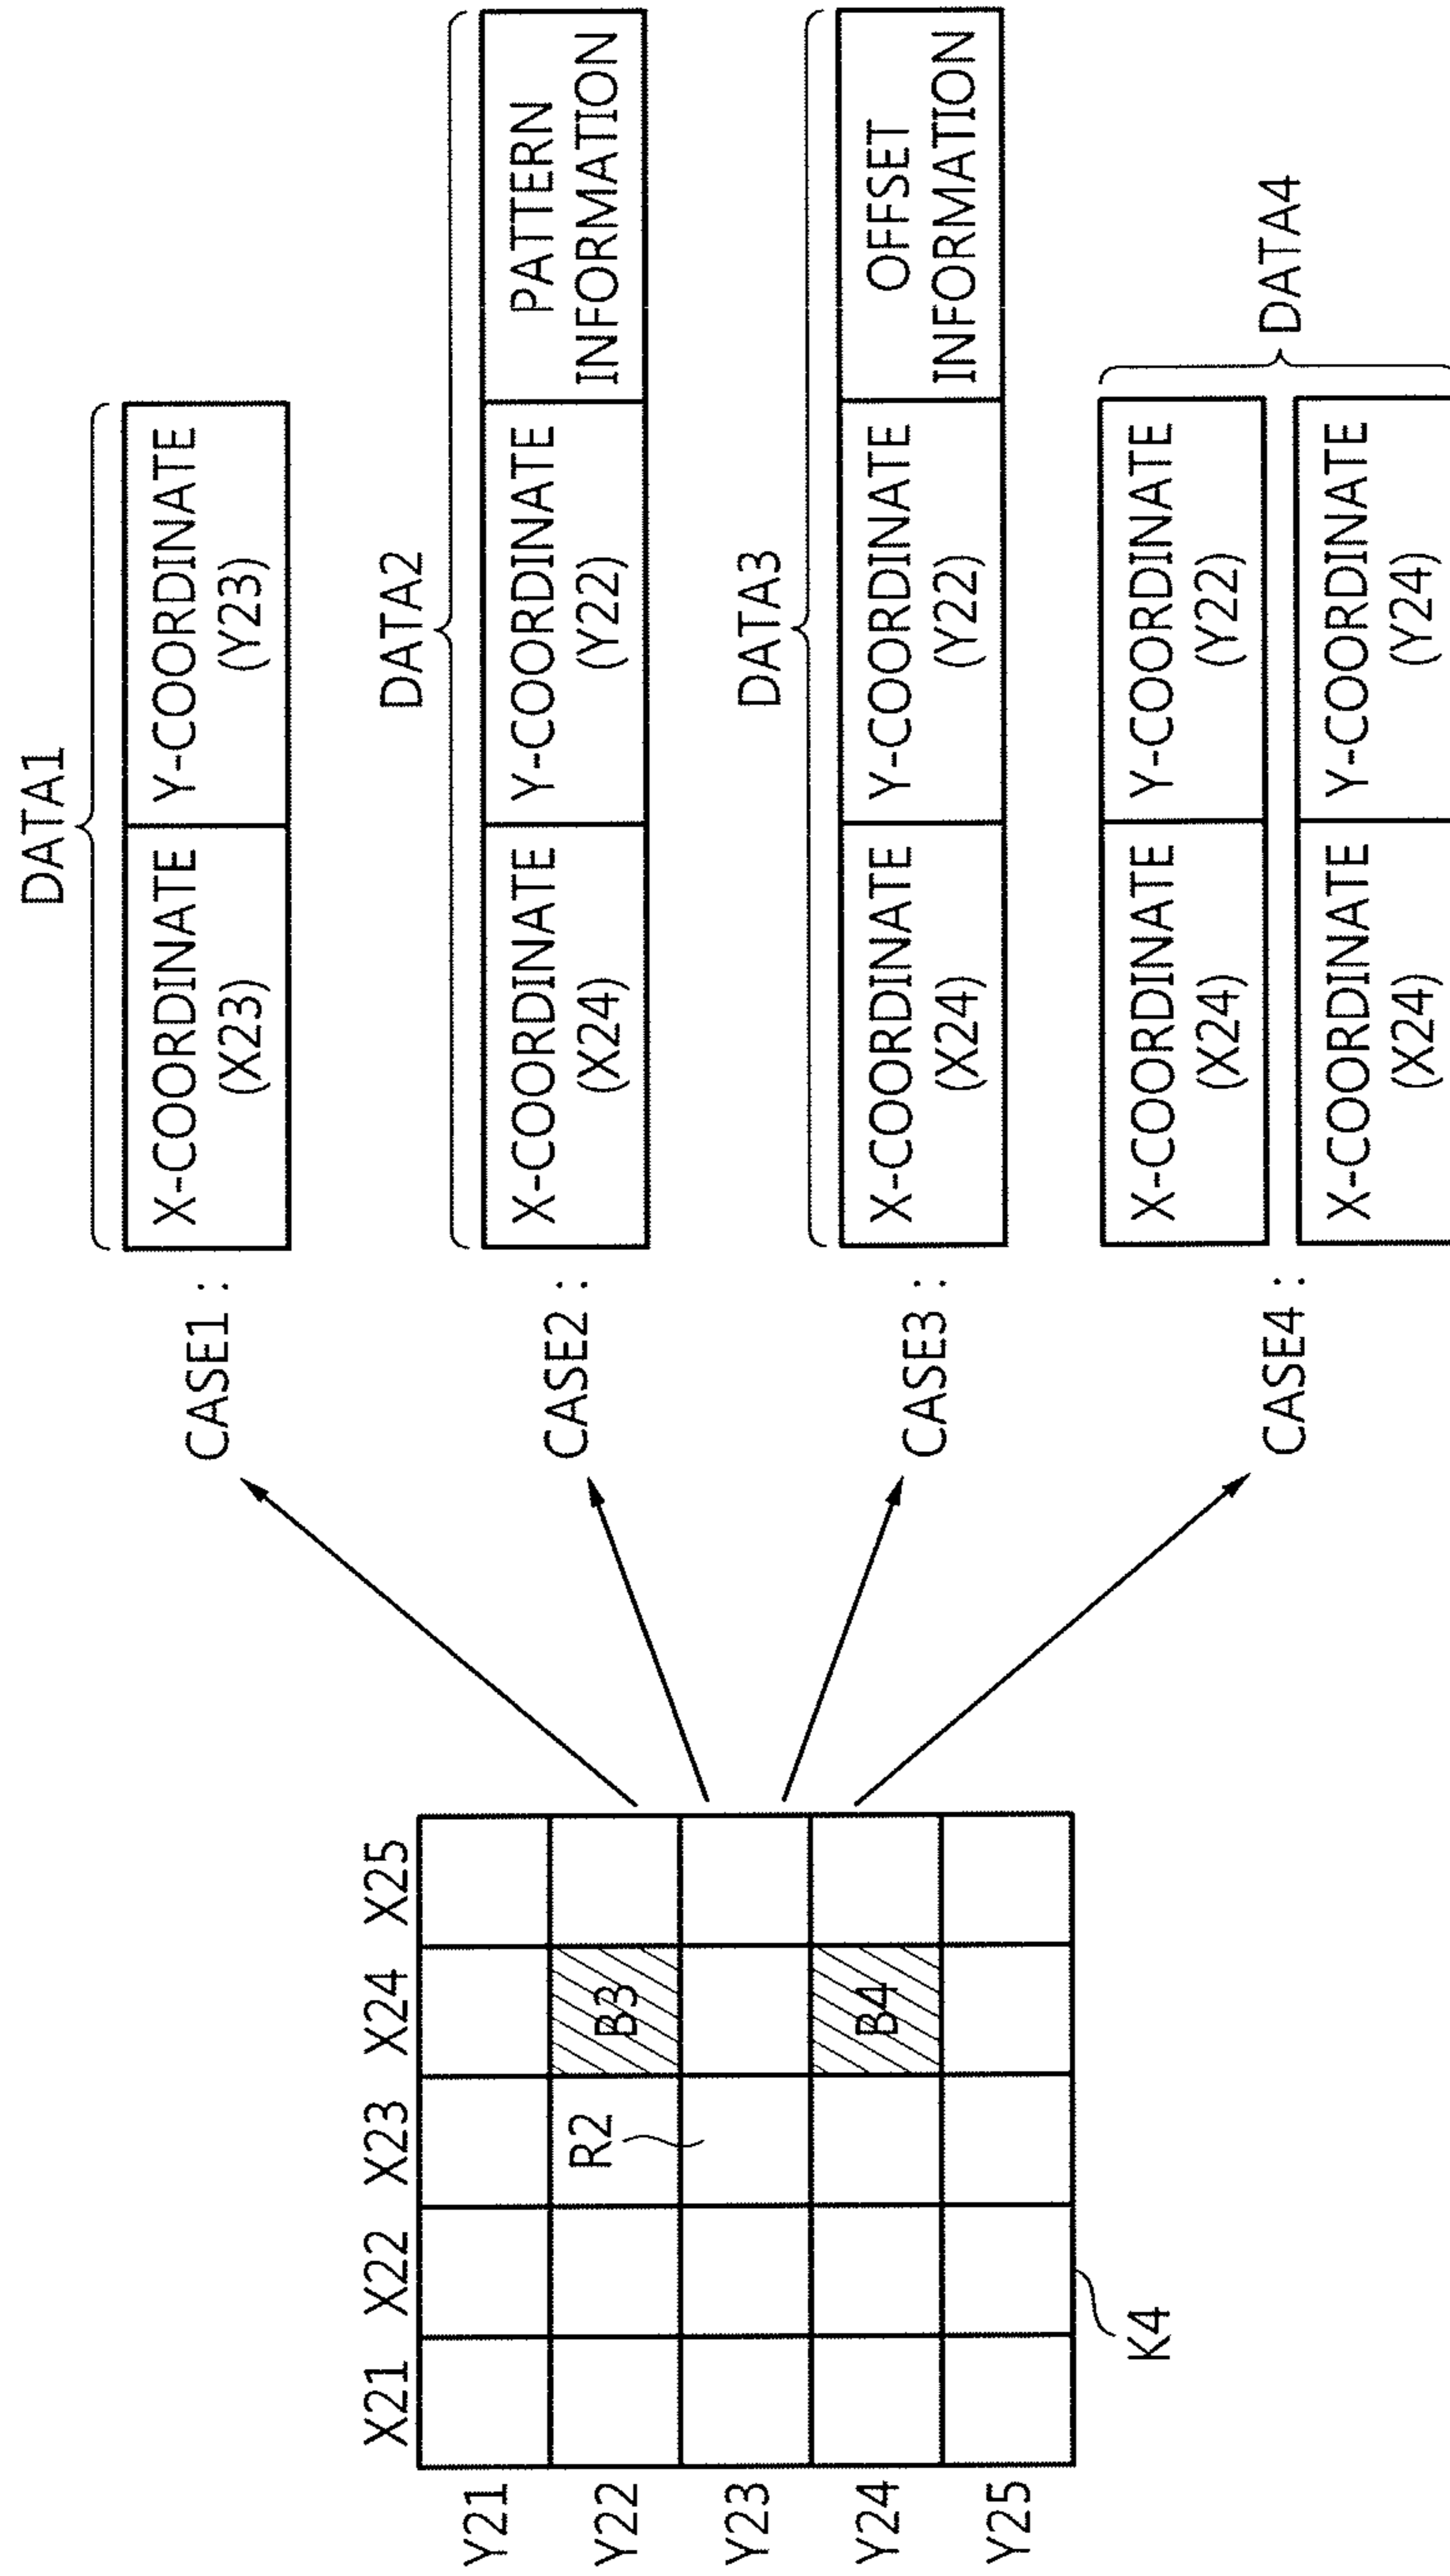 X21 X22 X23 X24 X25
Y21
Y22
Y23
Y24
Y25
B3
R2
B4
K4
CASE1 :
DATA1
X-COORDINATE
(X23)
Y-COORDINATE
(Y23)
CASE2 :
DATA2
X-COORDINATE
(X24)
Y-COORDINATE
(Y22)
PATTERN
INFORMATION
CASE3 :
DATA3
X-COORDINATE
(X24)
Y-COORDINATE
(Y22)
OFFSET
INFORMATION
CASE4 :
X-COORDINATE
(X24)
Y-COORDINATE
(Y22)
X-COORDINATE
(X24)
Y-COORDINATE
(Y24)
DATA4